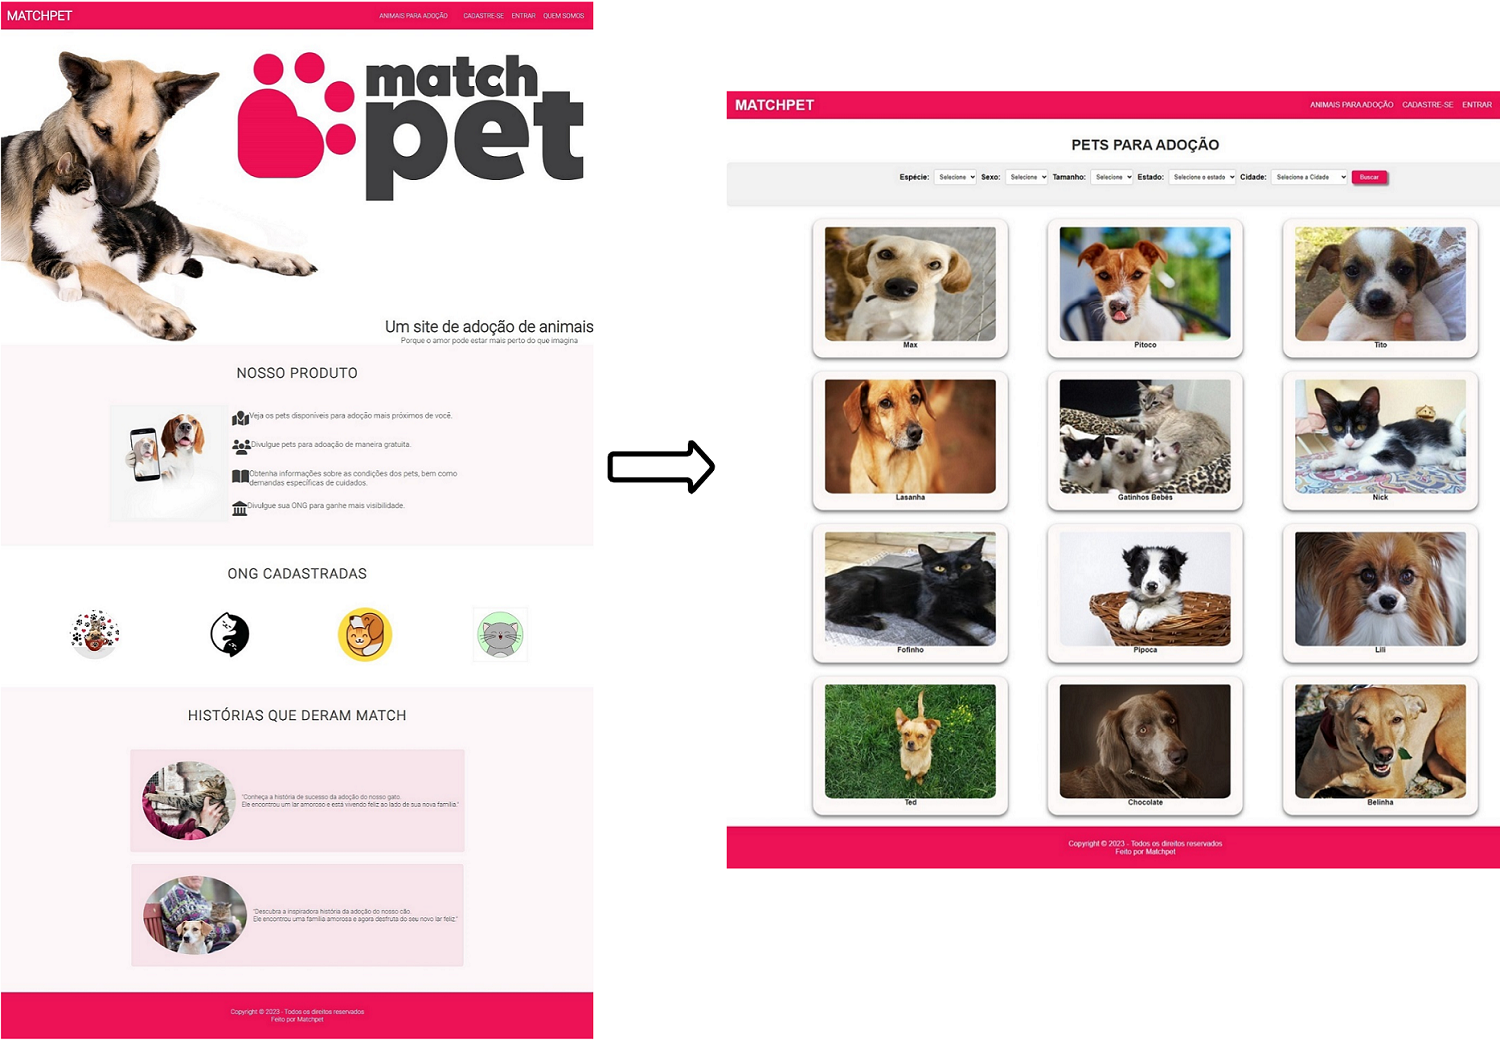 MATCHPET
ANIMAIS PARA ADOÇÃO CADASTRE-SE ENTRAR QUEM SOMOS
match
pet
Um site de adoção de animais
Porque o amor pode estar mais perto do que imagina
NOSSO PRODUTO
Veja os pets disponíveis para adoção mais próximos de você.
Divulgue pets para adoação de maneira gratuita.
Obtenha informações sobre as condições dos pets, bem como
demandas específicas de cuidados.
Divulgue sua ONG para ganhe mais visibilidade.
ONG CADASTRADAS
HISTÓRIAS QUE DERAM MATCH
"Conheça a história de sucesso da adoção do nosso gato.
Ele encontrou um lar amoroso e está vivendo feliz ao lado de sua nova família."
"Descubra a inspiradora história da adoção do nosso cão.
Ele encontrou uma família amorosa e agora desfruta do seu novo lar feliz."
Copyright © 2023 - Todos os direitos reservados
Feito por Matchpet
MATCHPET
ANIMAIS PARA ADOÇÃO CADASTRE-SE ENTRAR
PETS PARA ADOÇÃO
Espécie: Selecione Sexo: Selecione Tamanho: Selecione Estado: Selecione o estado Cidade: Selecione a Cidade Buscar
Max Pitoco Tito
Lasanha Gatinhos Bebês Nick
Fofinho Pipoca Lili
Ted Chocolate Belinha
Copyright © 2023 - Todos os direitos reservados
Feito por Matchpet